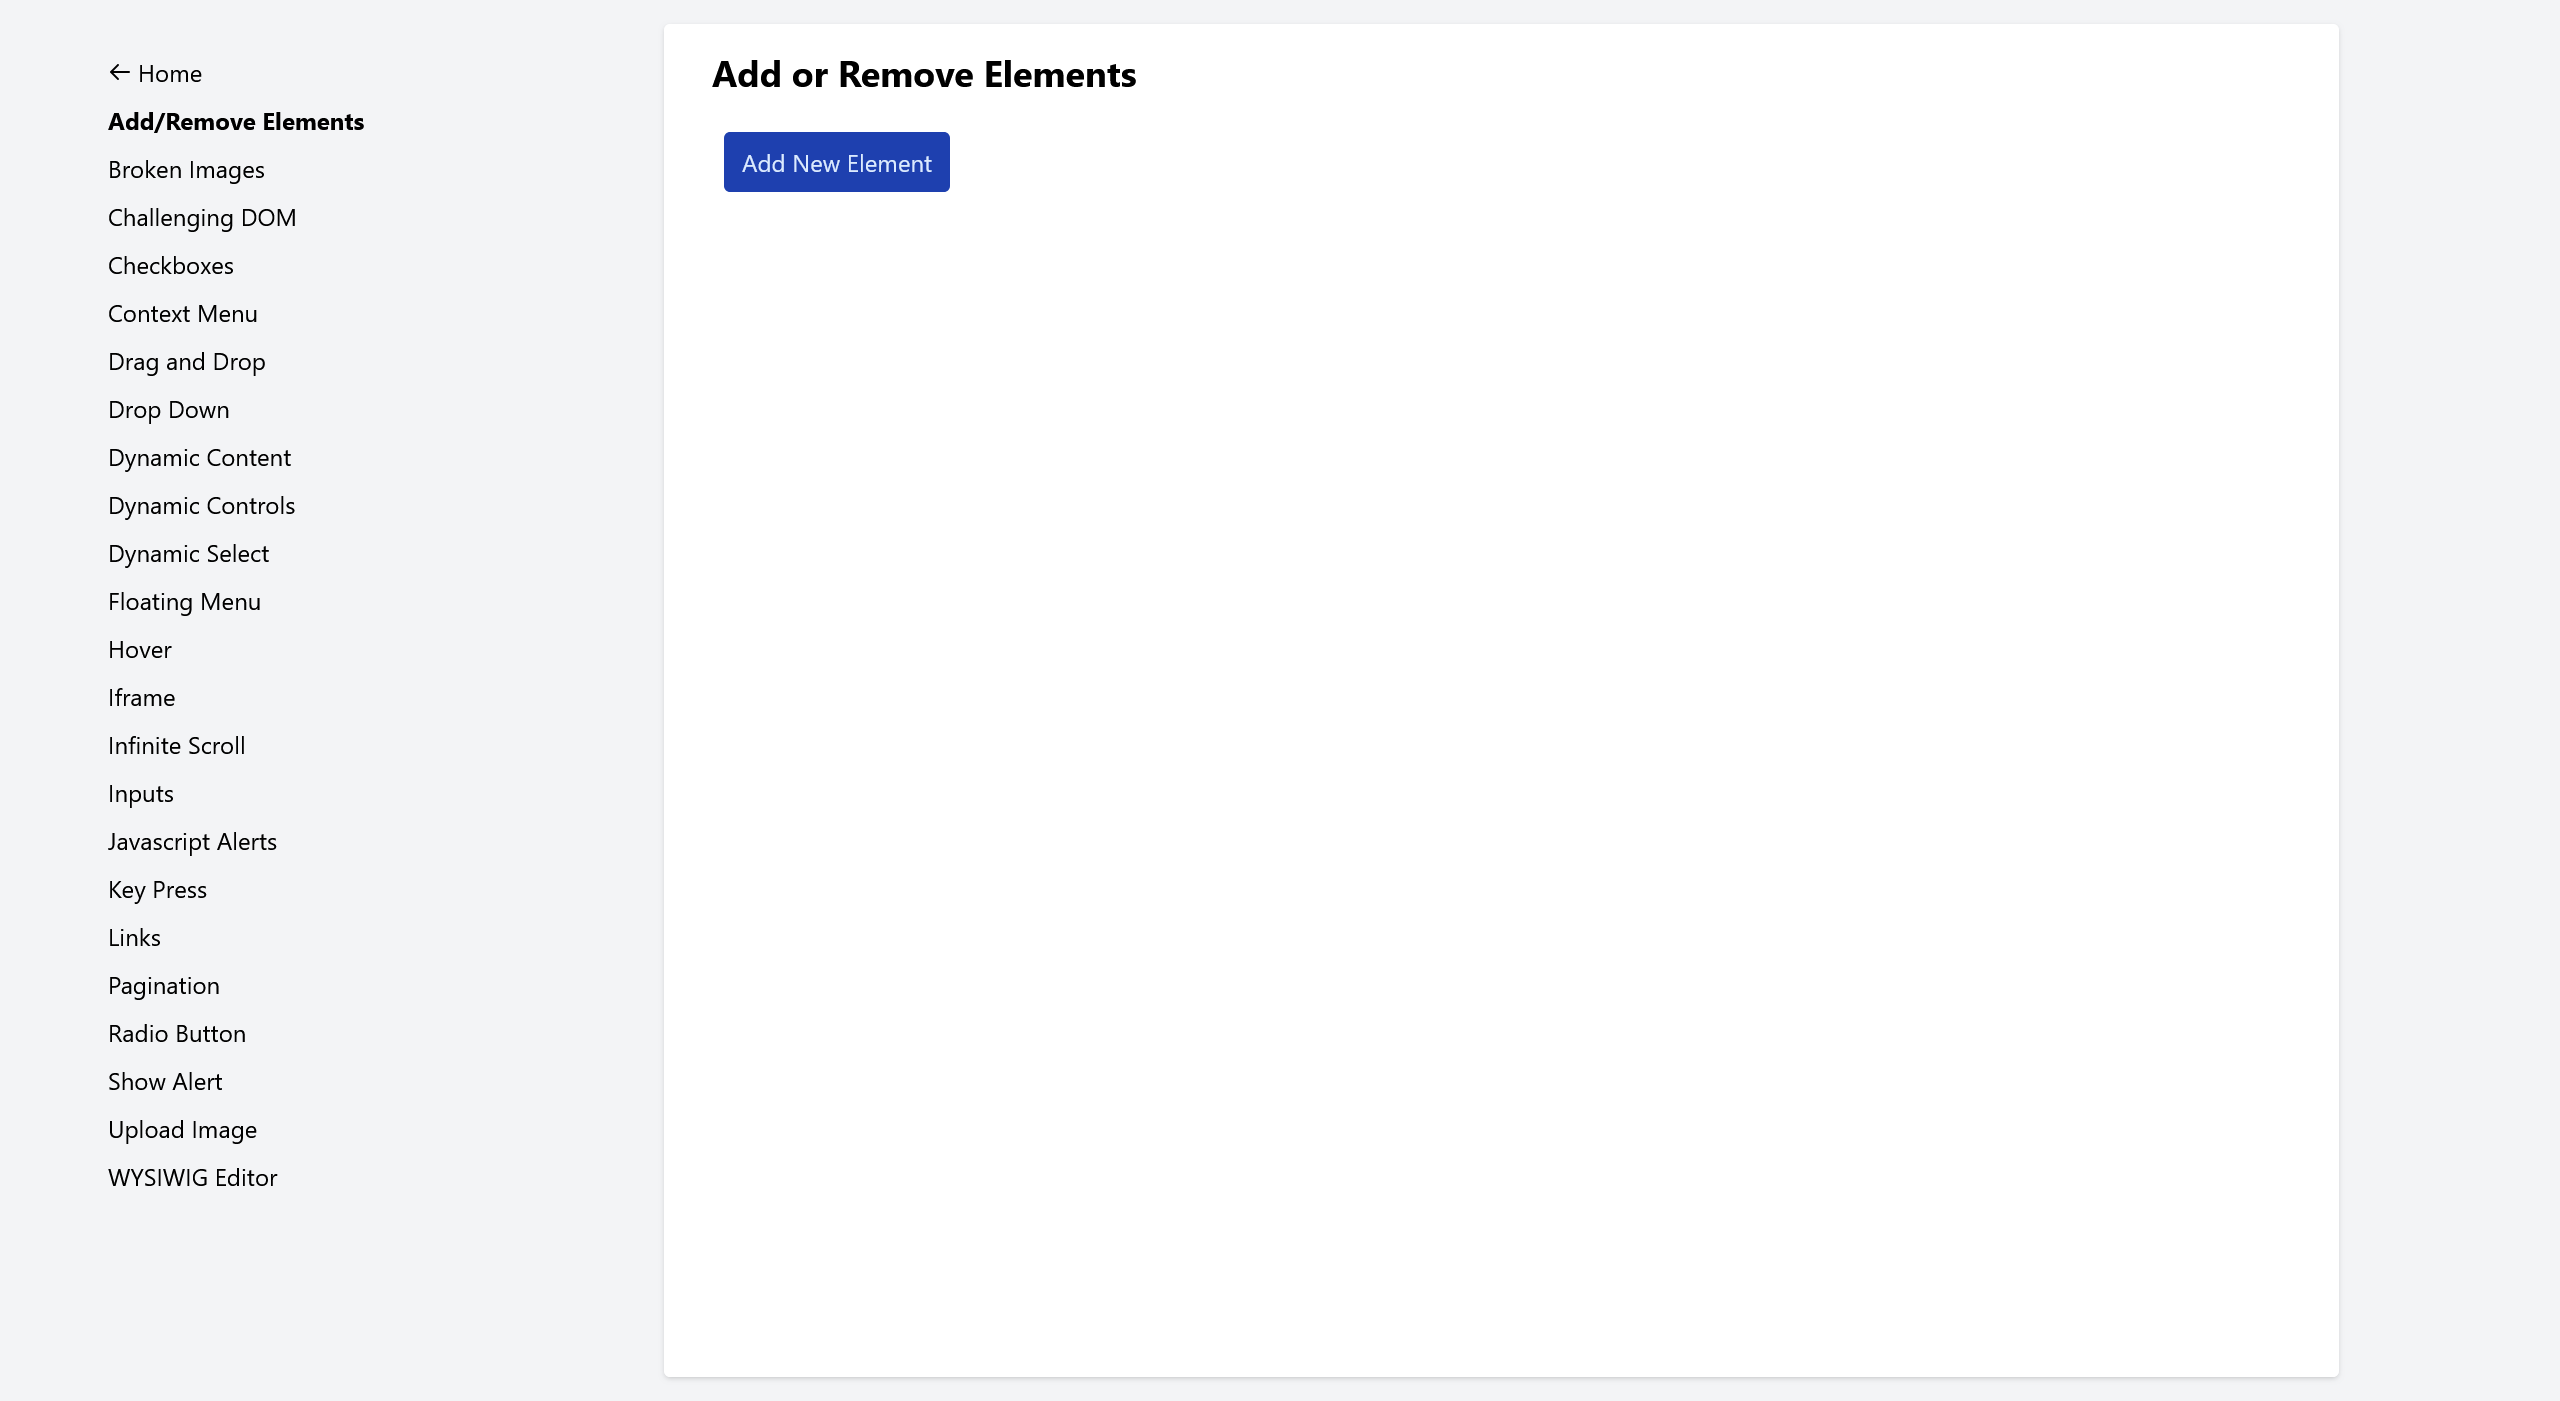 Home
Add/Remove Elements
Broken Images
Challenging DOM
Checkboxes
Context Menu
Drag and Drop
Drop Down
Dynamic Content
Dynamic Controls
Dynamic Select
Floating Menu
Hover
Iframe
Infinite Scroll
Inputs
Javascript Alerts
Key Press
Links
Pagination
Radio Button
Show Alert
Upload Image
WYSIWIG Editor
Add or Remove Elements
Add New Element